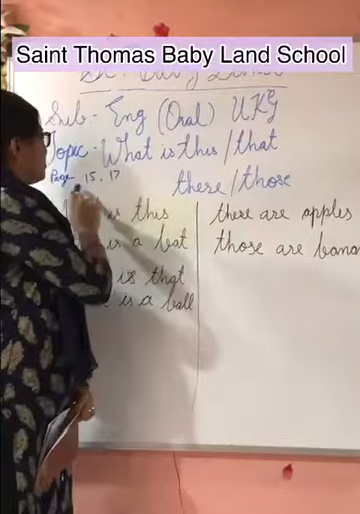 Saint Thomas Baby Land School
Sub- Eng (Oral) UKG
Topic- What is this / that
Page 15, 17
these / those
is this
is a bat
is that
is a ball
these are apples
those are